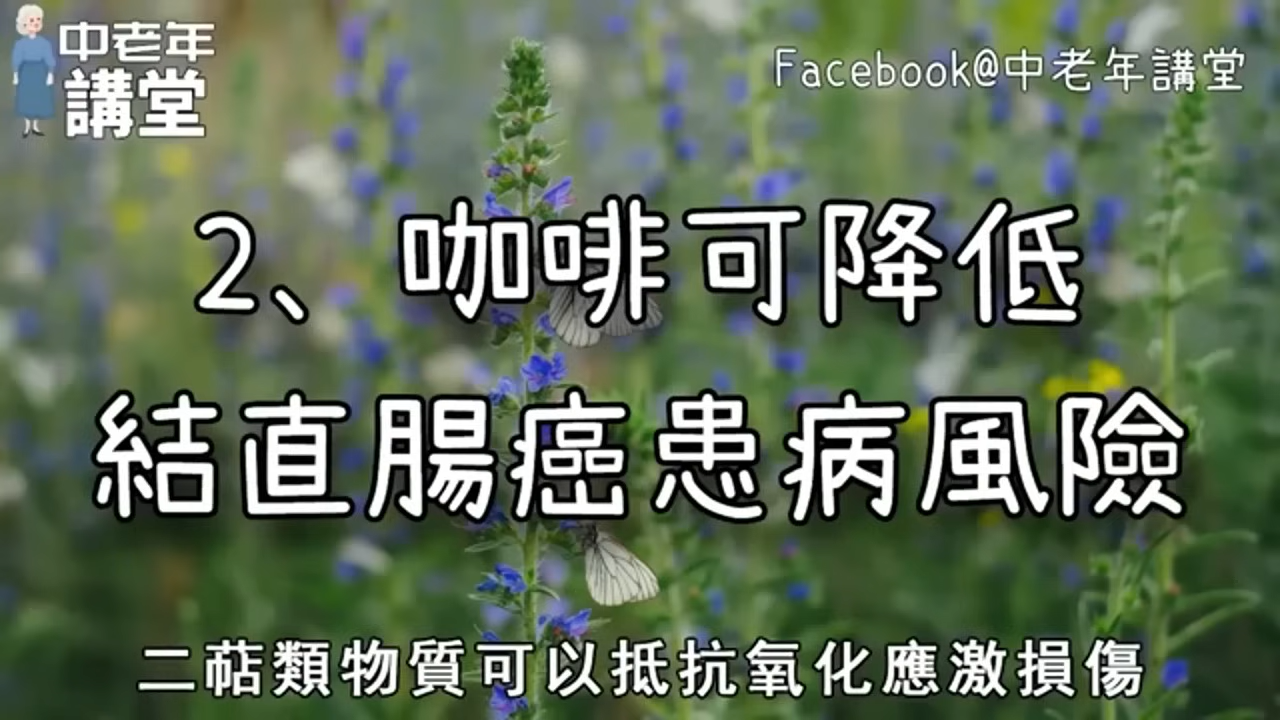 中老年
講堂
Facebook@中老年講堂
2、咖啡可降低
結直腸癌患病風險
二萜類物質可以抵抗氧化應激損傷